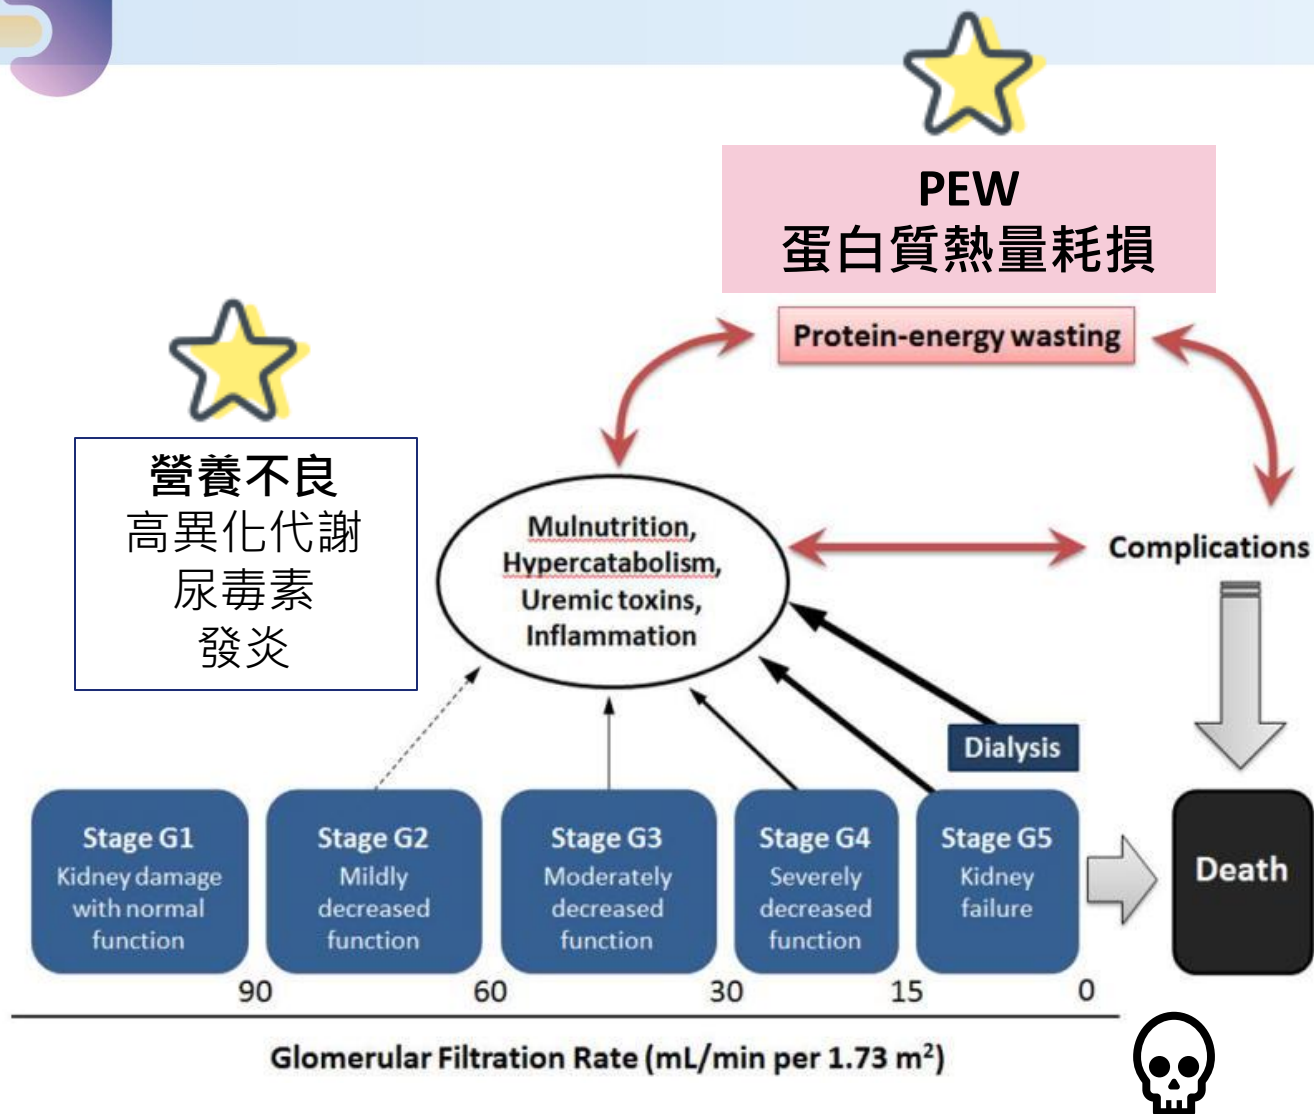 PEW
蛋白質熱量耗損
Protein-energy wasting
營養不良
高異化代謝
尿毒素
發炎
Mulnutrition,
Hypercatabolism,
Uremic toxins,
Inflammation
Complications
Dialysis
Stage G1
Kidney damage
with normal
function
Stage G2
Mildly
decreased
function
Stage G3
Moderately
decreased
function
Stage G4
Severely
decreased
function
Stage G5
Kidney
failure
Death
90
60
30
15
0
Glomerular Filtration Rate (mL/min per 1.73 m²)